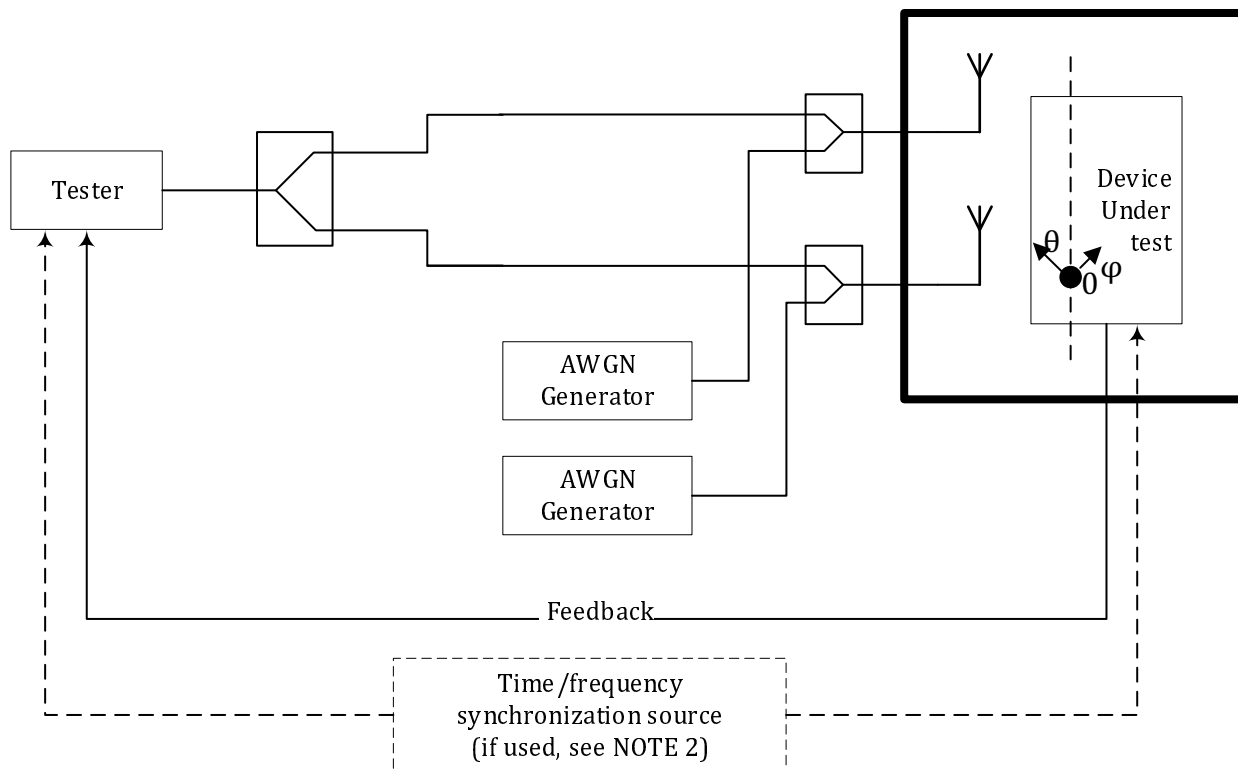 Tester
Device
Under
test
θ
φ
0
AWGN
Generator
AWGN
Generator
Feedback
Time/frequency
synchronization source
(if used, see NOTE 2)